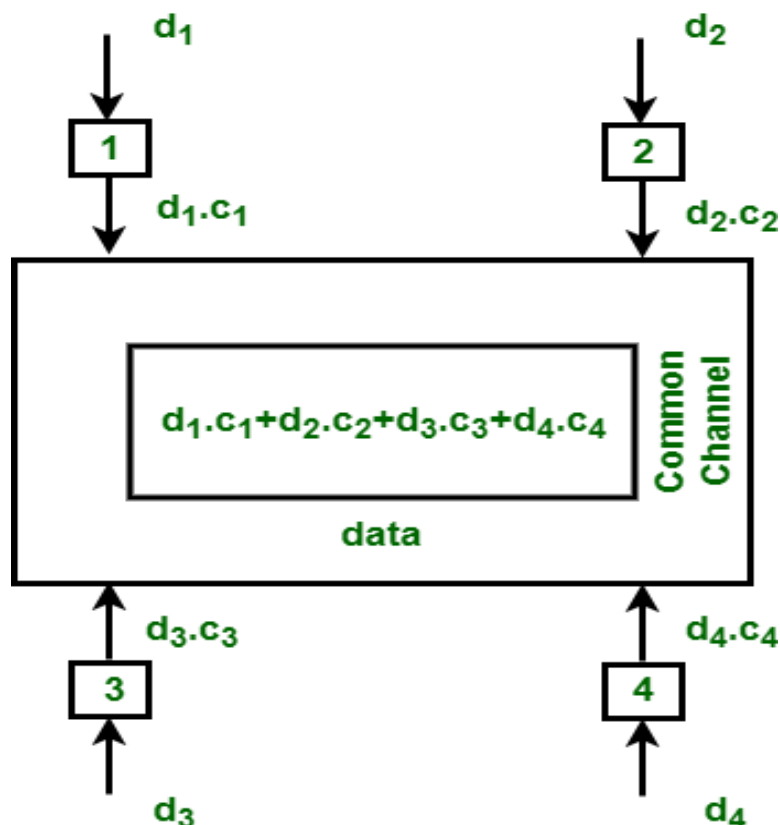 d₁ d₂
1 2
d₁.c₁ d₂.c₂
d₁.c₁+d₂.c₂+d₃.c₃+d₄.c₄
Common
Channel
data
d₃.c₃ d₄.c₄
3 4
d₃ d₄